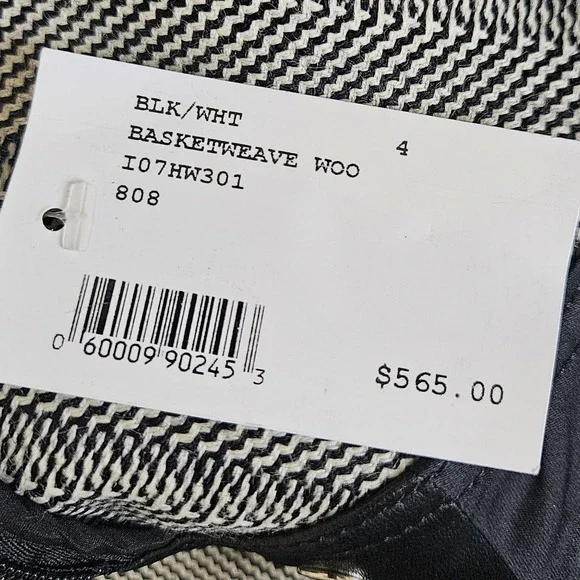 BLK/WHT 4
BASKETWEAVE WOO
I07HW301
808
0 60009 90245 3
$565.00